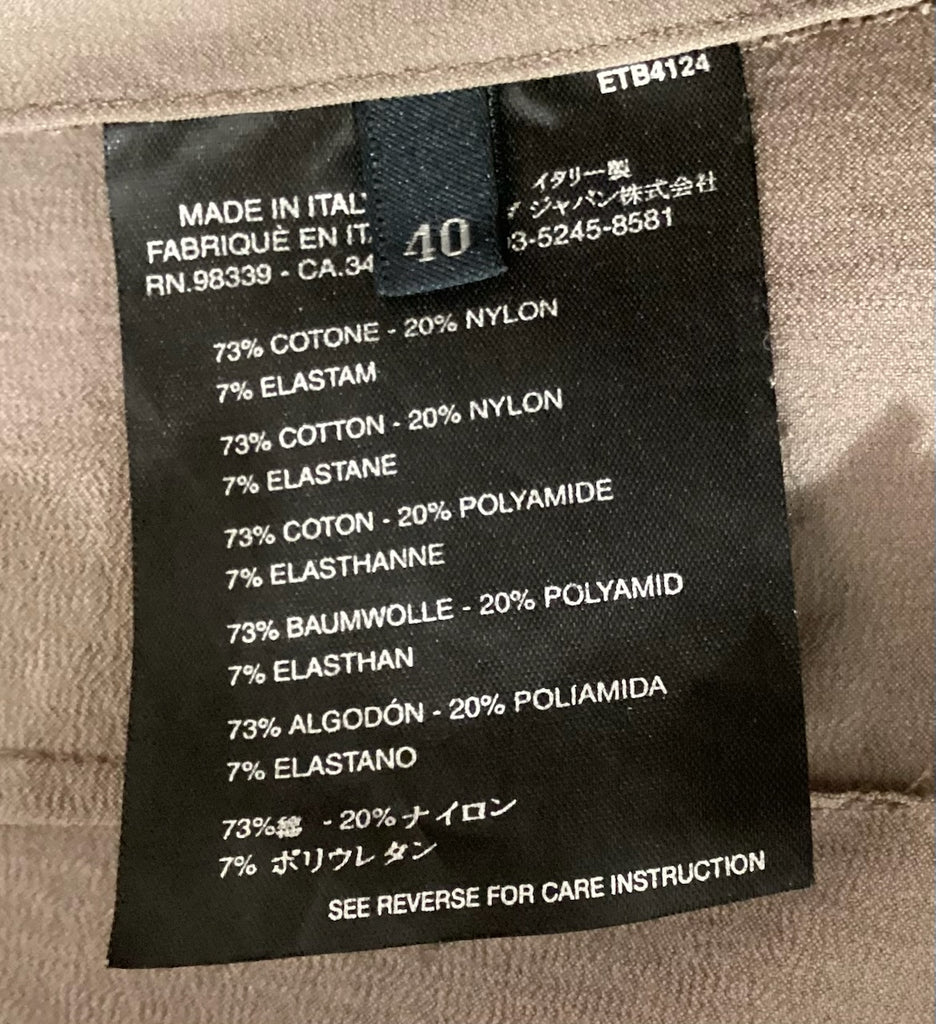 ETB4124
MADE IN ITALY
FABRIQUÈ EN IT
RN.98339 - CA.34
40
イタリー製
ジャパン株式会社
3-5245-8581
73% COTONE - 20% NYLON
7% ELASTAM
73% COTTON - 20% NYLON
7% ELASTANE
73% COTON - 20% POLYAMIDE
7% ELASTHANNE
73% BAUMWOLLE - 20% POLYAMID
7% ELASTHAN
73% ALGODÓN - 20% POLIAMIDA
7% ELASTANO
73%綿 - 20%ナイロン
7% ポリウレタン
SEE REVERSE FOR CARE INSTRUCTION